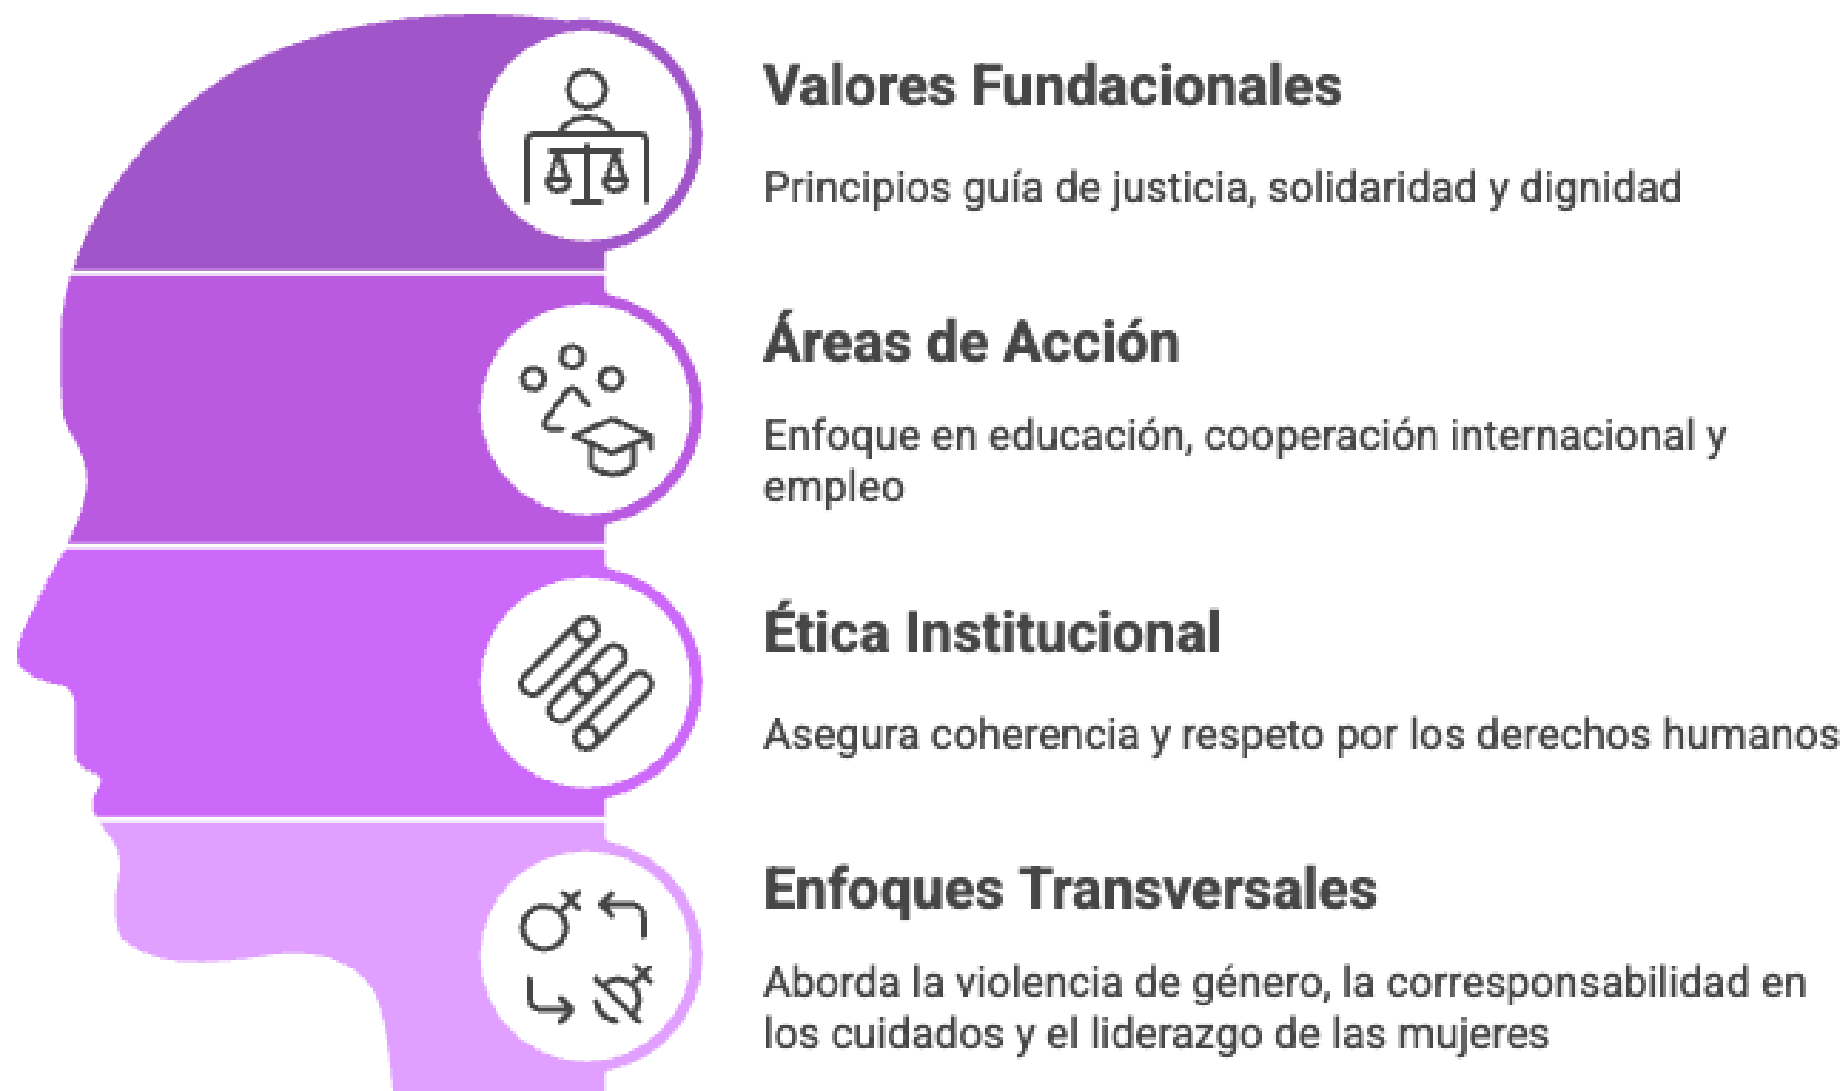 Valores Fundacionales
Principios guía de justicia, solidaridad y dignidad
Áreas de Acción
Enfoque en educación, cooperación internacional y
empleo
Ética Institucional
Asegura coherencia y respeto por los derechos humanos
Enfoques Transversales
Aborda la violencia de género, la corresponsabilidad en
los cuidados y el liderazgo de las mujeres